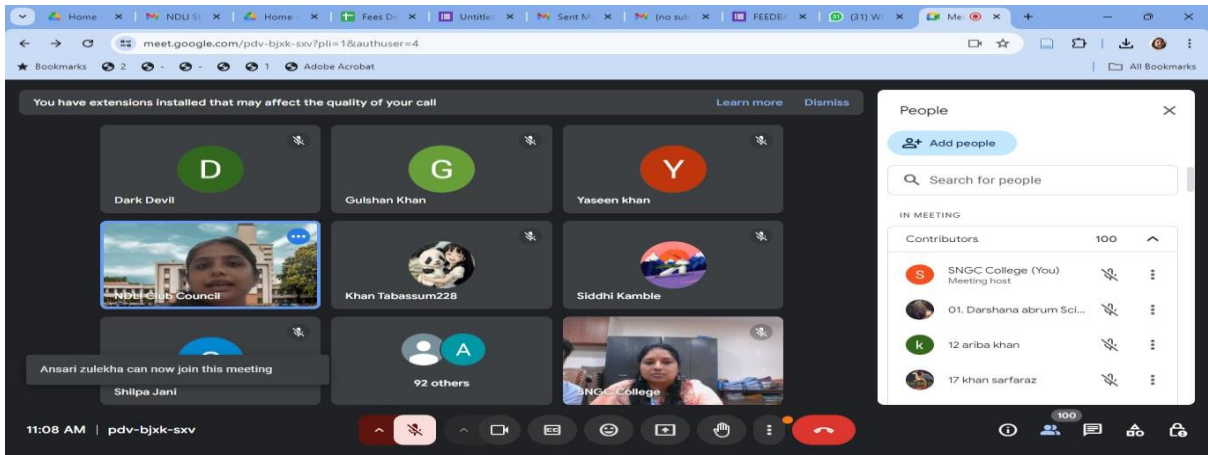 Home
NDLI S
Home
Fees De
Untitled
Sent M
(no sub
FEEDBA
(31) W
Me
meet.google.com/pdv-bjxk-sxv?pli=1&authuser=4
Bookmarks
2
-
-
1
Adobe Acrobat
All Bookmarks
You have extensions installed that may affect the quality of your call
Learn more
Dismiss
D
Dark Devil
G
Gulshan Khan
Y
Yaseen khan
NDLI Club Council
Khan Tabassum228
Siddhi Kamble
Shilpa Jani
A
92 others
SNGC College
Ansari zulekha can now join this meeting
People
Add people
Search for people
IN MEETING
Contributors 100
S
SNGC College (You)
Meeting host
01. Darshana abrum Sci...
k
12 ariba khan
17 khan sarfaraz
11:08 AM | pdv-bjxk-sxv
CC
100